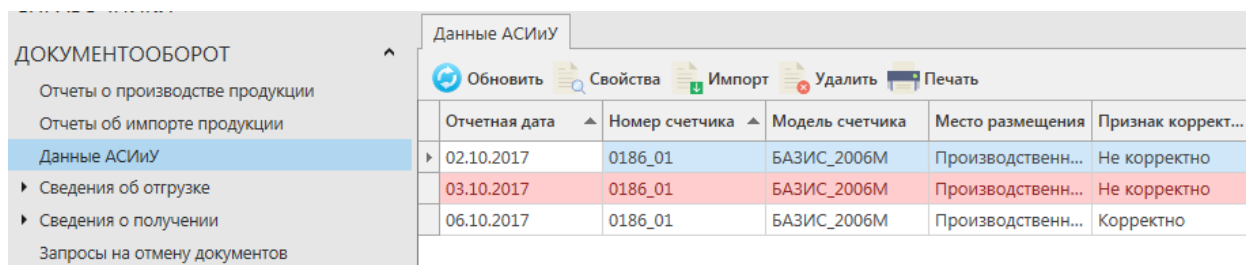 ДОКУМЕНТООБОРОТ
Отчеты о производстве продукции
Отчеты об импорте продукции
Данные АСИиУ
Сведения об отгрузке
Сведения о получении
Запросы на отмену документов
Данные АСИиУ
Обновить Свойства Импорт Удалить Печать
Отчетная дата Номер счетчика Модель счетчика Место размещения Признак коррект...
02.10.2017 0186_01 БАЗИС_2006М Производственн... Не корректно
03.10.2017 0186_01 БАЗИС_2006М Производственн... Не корректно
06.10.2017 0186_01 БАЗИС_2006М Производственн... Корректно